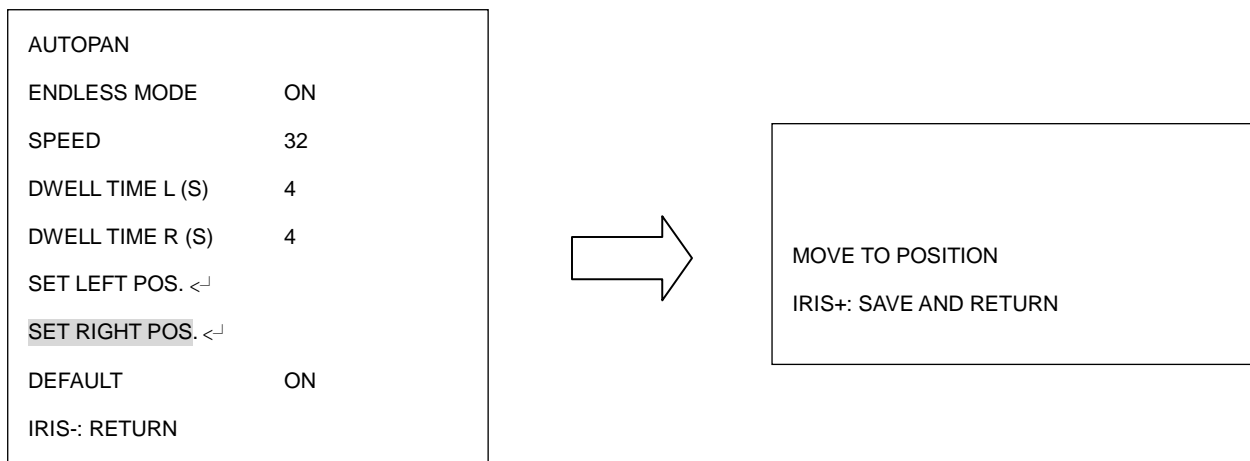 AUTOPAN
ENDLESS MODE ON
SPEED 32
DWELL TIME L (S) 4
DWELL TIME R (S) 4
SET LEFT POS. <┘
SET RIGHT POS. <┘
DEFAULT ON
IRIS-: RETURN
MOVE TO POSITION
IRIS+: SAVE AND RETURN